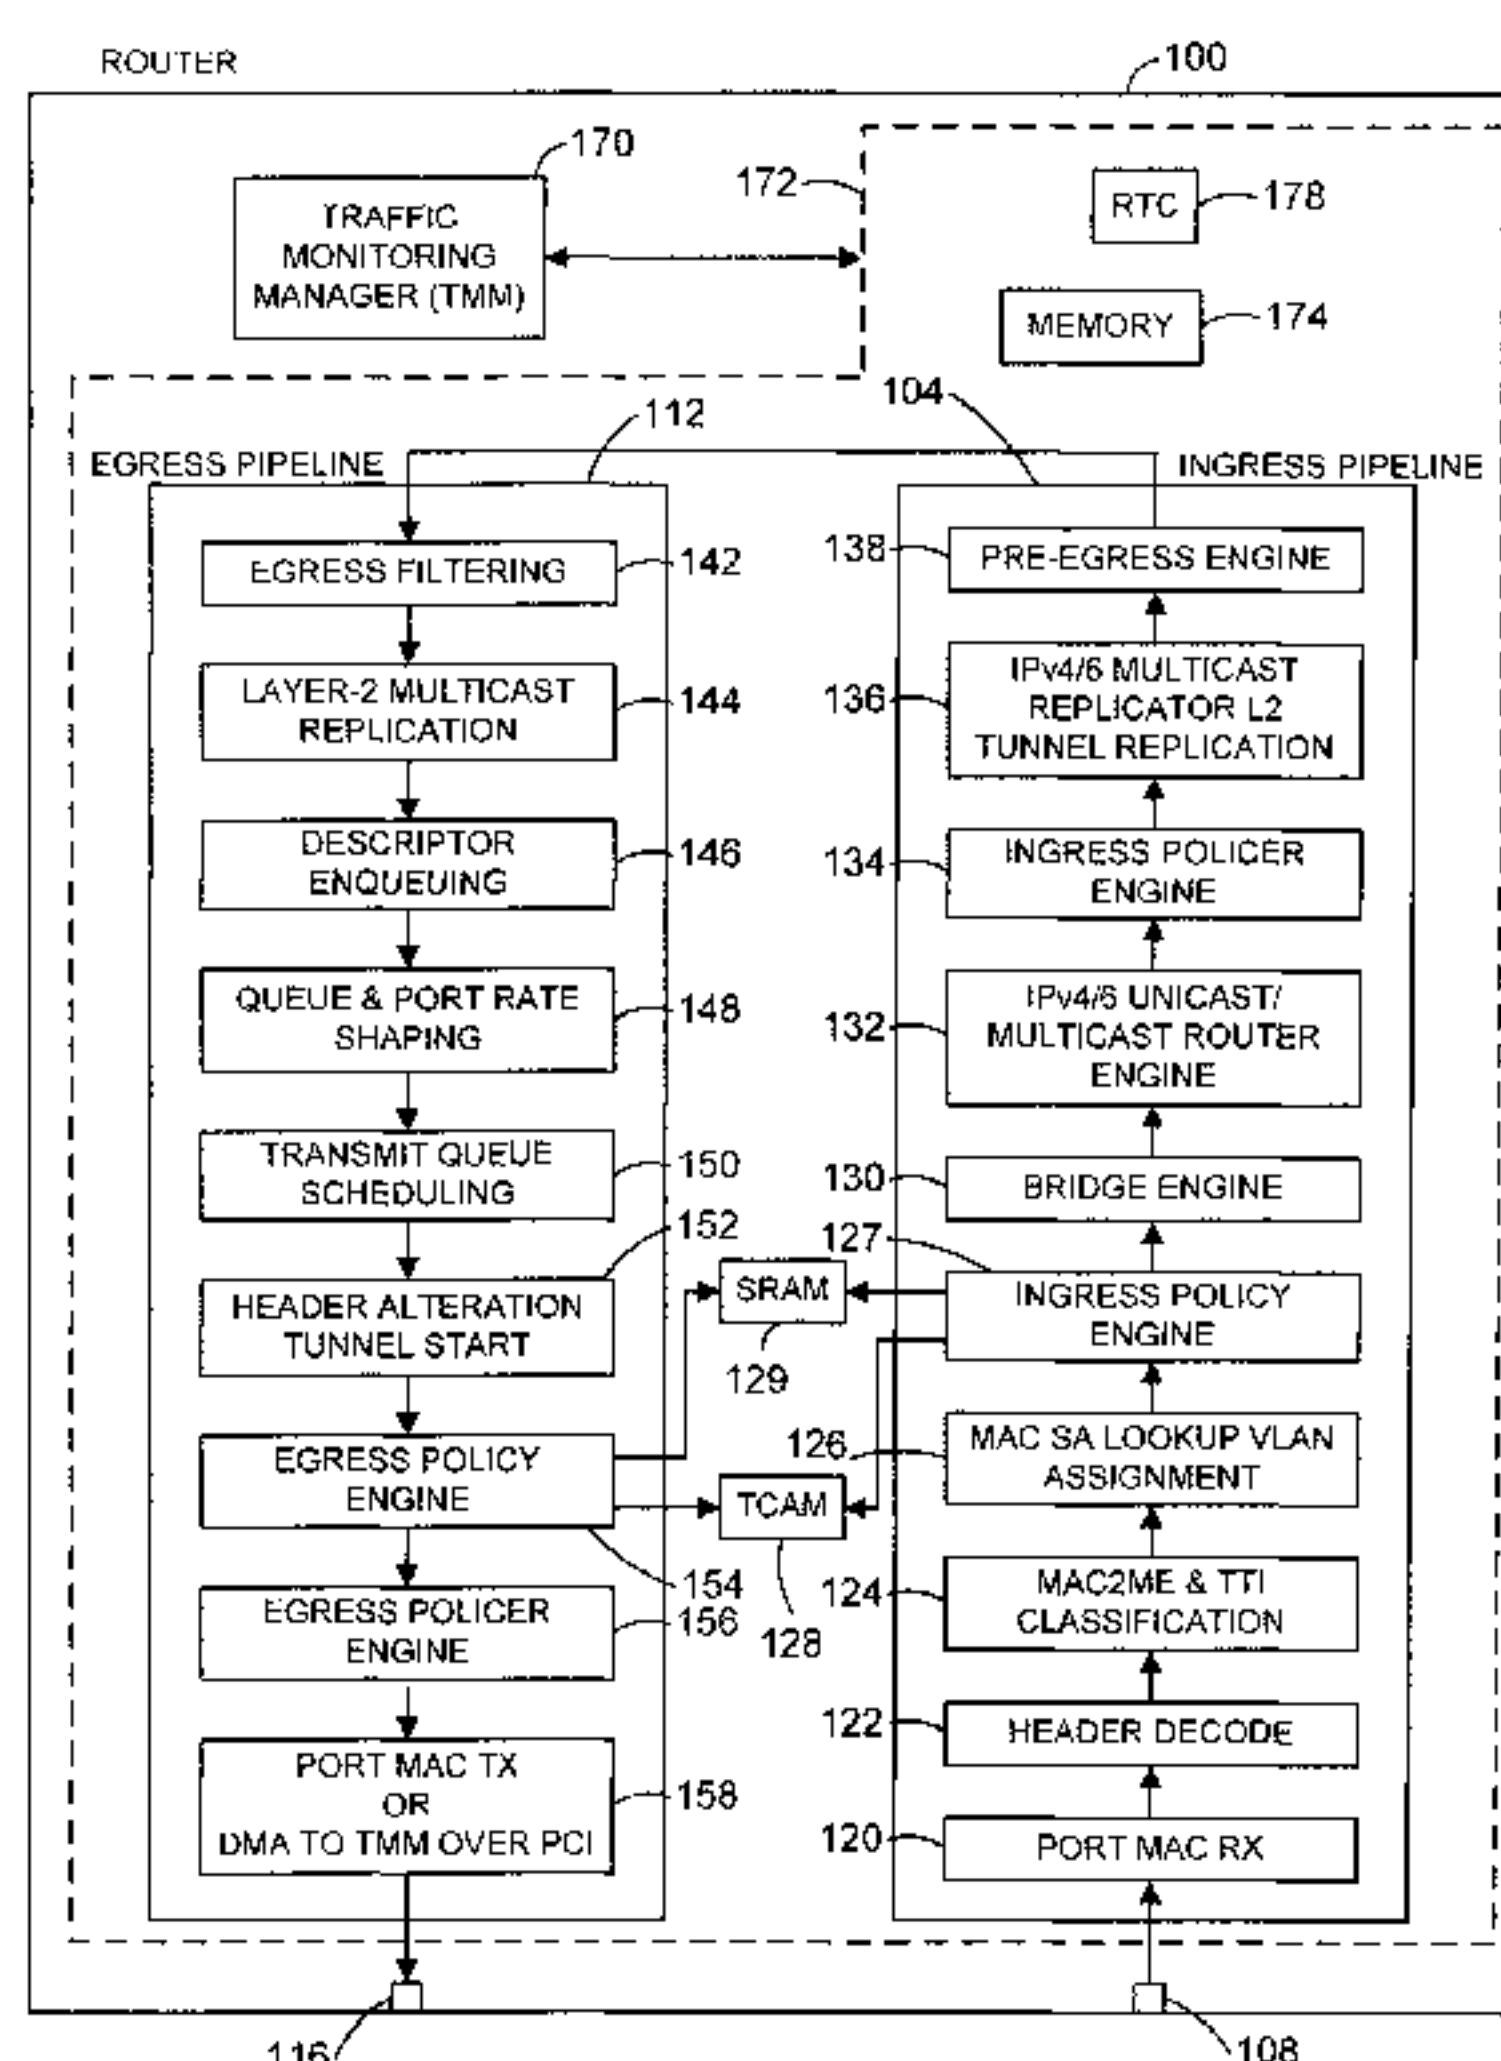 ROUTER
100
170
TRAFFIC
MONITORING
MANAGER (TMM)
172
RTC
178
MEMORY
174
104
112
EGRESS PIPELINE
INGRESS PIPELINE
EGRESS FILTERING
142
LAYER-2 MULTICAST
REPLICATION
144
DESCRIPTOR
ENQUEUING
146
QUEUE & PORT RATE
SHAPING
148
TRANSMIT QUEUE
SCHEDULING
150
152
HEADER ALTERATION
TUNNEL START
EGRESS POLICY
ENGINE
154
EGRESS POLICER
ENGINE
156
PORT MAC TX
OR
DMA TO TMM OVER PCI
158
116
SRAM
129
TCAM
128
138
PRE-EGRESS ENGINE
136
IPv4/6 MULTICAST
REPLICATOR L2
TUNNEL REPLICATION
134
INGRESS POLICER
ENGINE
132
IPv4/6 UNICAST/
MULTICAST ROUTER
ENGINE
130
BRIDGE ENGINE
127
INGRESS POLICY
ENGINE
126
MAC SA LOOKUP VLAN
ASSIGNMENT
124
MAC2ME & TTI
CLASSIFICATION
122
HEADER DECODE
120
PORT MAC RX
108